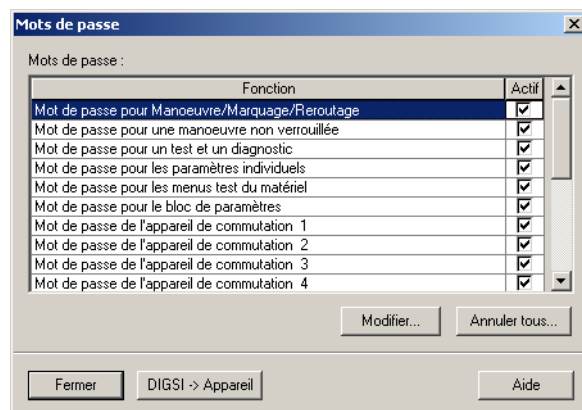 Mots de passe
Mots de passe :
Fonction Actif
Mot de passe pour Manoeuvre/Marquage/Reroutage
Mot de passe pour une manoeuvre non verrouillée
Mot de passe pour un test et un diagnostic
Mot de passe pour les paramètres individuels
Mot de passe pour les menus test du matériel
Mot de passe pour le bloc de paramètres
Mot de passe de l'appareil de commutation 1
Mot de passe de l'appareil de commutation 2
Mot de passe de l'appareil de commutation 3
Mot de passe de l'appareil de commutation 4
Modifier... Annuler tous...
Fermer DIGSI -> Appareil Aide